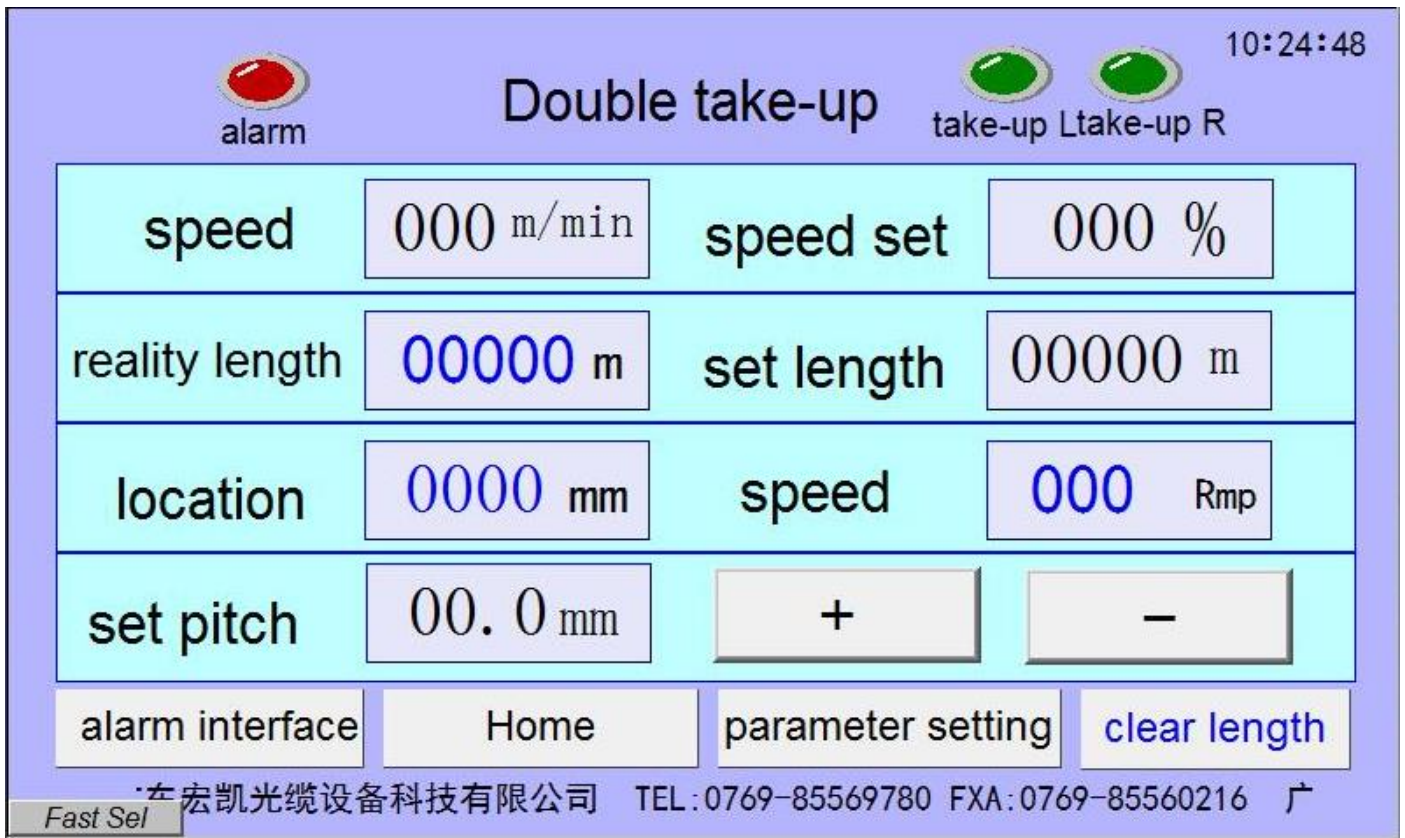 10:24:48
Double take-up
alarm
take-up L take-up R
speed 000 m/min speed set 000 %
reality length 00000 m set length 00000 m
location 0000 mm speed 000 Rmp
set pitch 00.0 mm + −
alarm interface Home parameter setting clear length
东宏凯光缆设备科技有限公司 TEL:0769-85569780 FXA:0769-85560216 广
Fast Sel